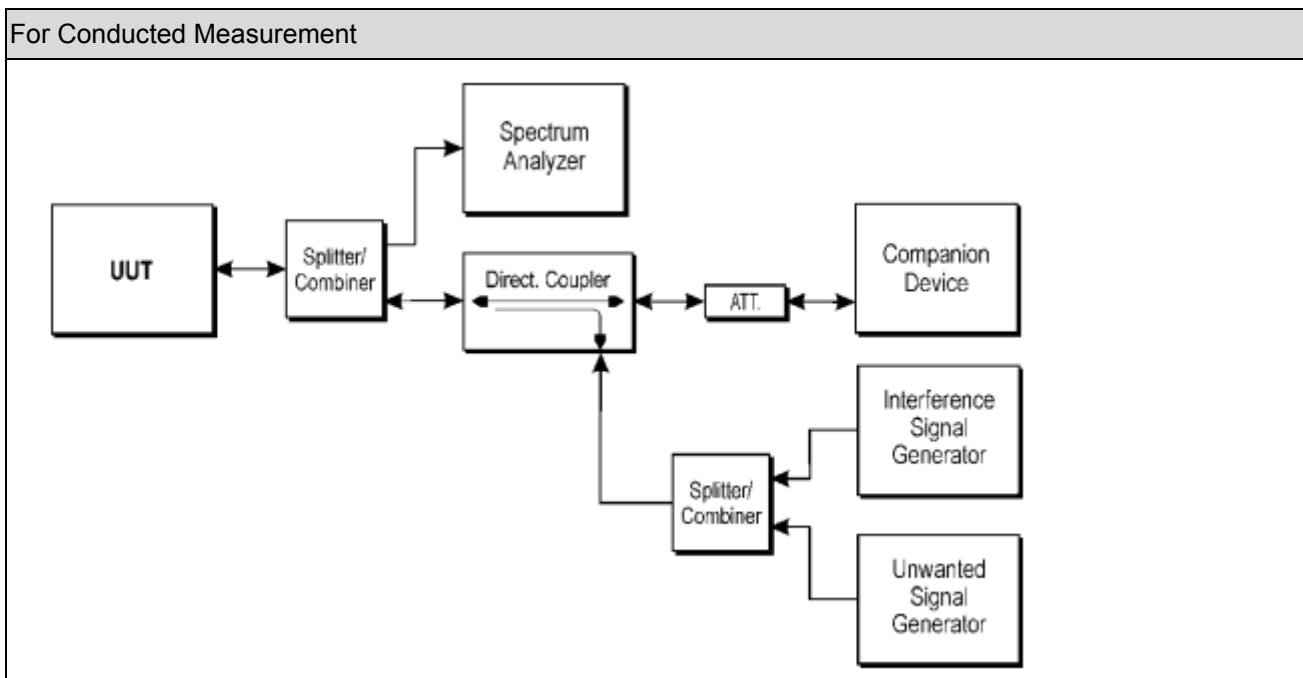 For Conducted Measurement
Spectrum
Analyzer
UUT
Splitter/
Combiner
Direct. Coupler
ATT.
Companion
Device
Interference
Signal
Generator
Splitter/
Combiner
Unwanted
Signal
Generator